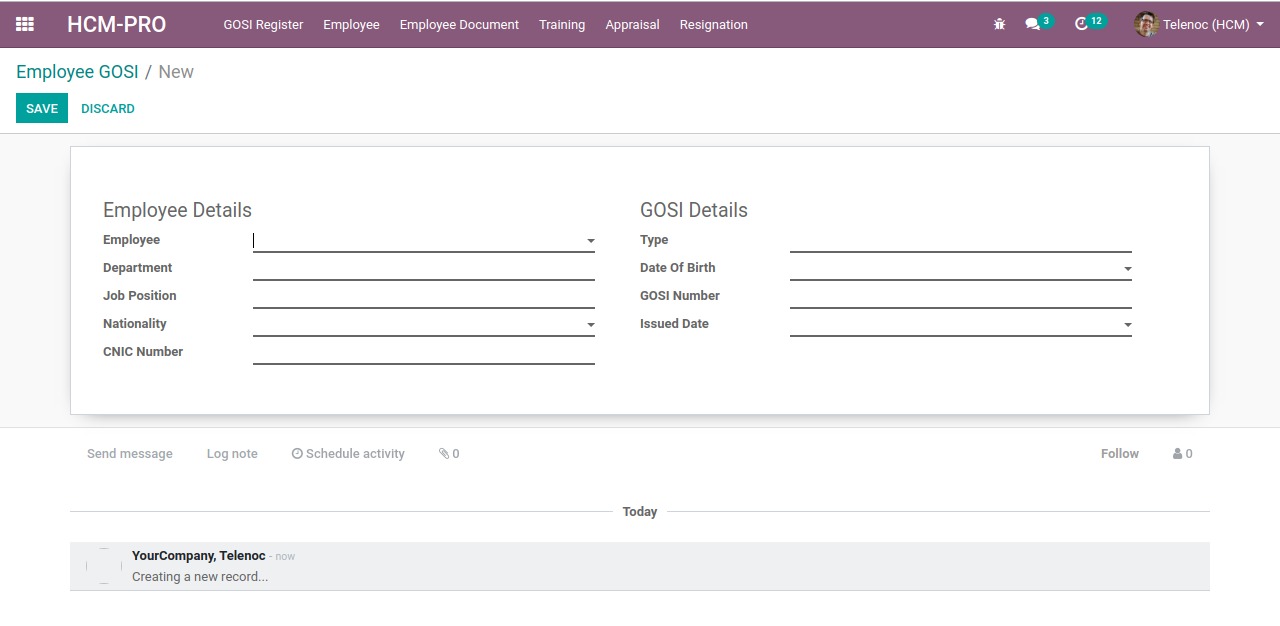 HCM-PRO GOSI Register Employee Employee Document Training Appraisal Resignation 3 12 Telenoc (HCM)
Employee GOSI / New
SAVE DISCARD
Employee Details
Employee
Department
Job Position
Nationality
CNIC Number
GOSI Details
Type
Date Of Birth
GOSI Number
Issued Date
Send message Log note Schedule activity 0 Follow 0
Today
YourCompany, Telenoc - now
Creating a new record...